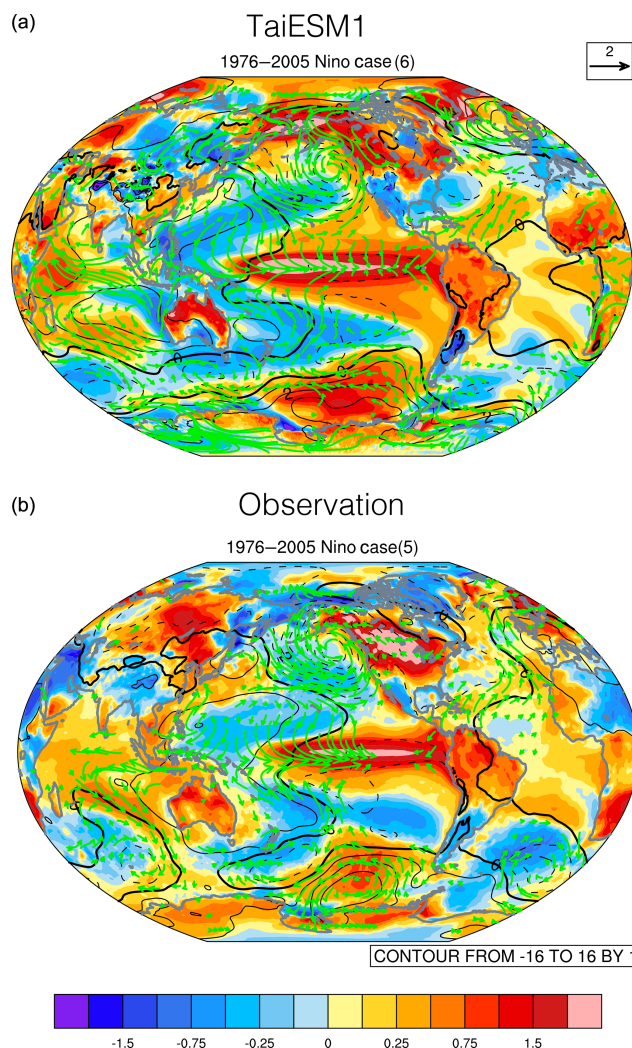 (a)
TaiESM1
1976–2005 Nino case(6)
2
(b)
Observation
1976–2005 Nino case(5)
CONTOUR FROM -16 TO 16 BY 1
-1.5 -0.75 -0.25 0 0.25 0.75 1.5